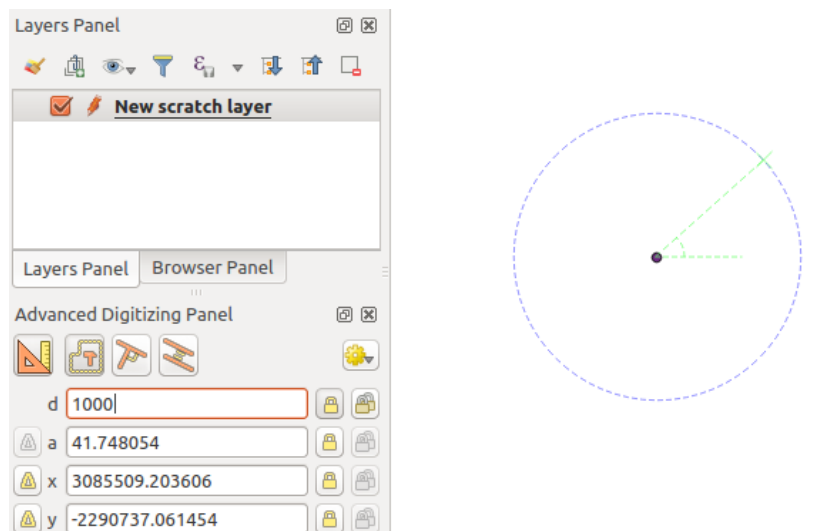 Layers Panel
New scratch layer
Layers Panel Browser Panel
Advanced Digitizing Panel
d 1000
a 41.748054
x 3085509.203606
y -2290737.061454